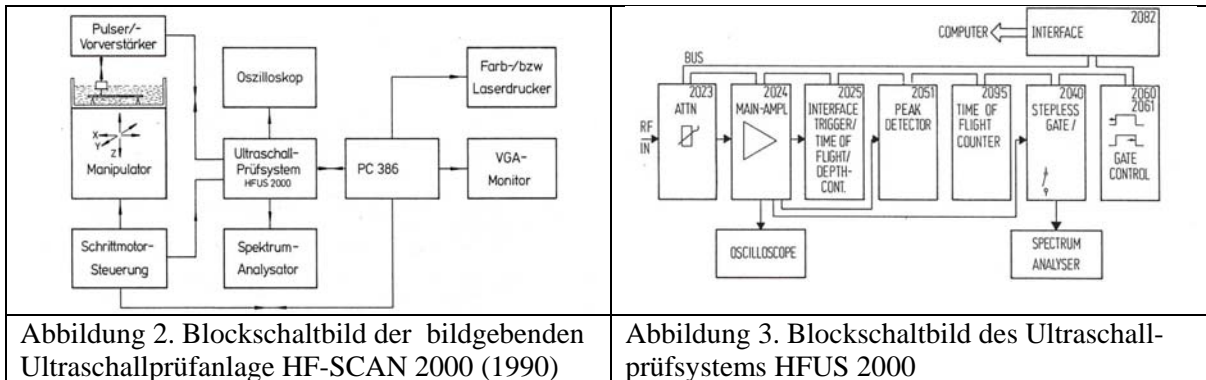 Pulser/-
Vorverstärker
Oszilloskop
Farb-/bzw
Laserdrucker
X
Y
Z
Manipulator
Ultraschall-
Prüfsystem
HFUS 2000
PC 386
VGA-
Monitor
Schrittmotor-
Steuerung
Spektrum-
Analysator
Abbildung 2. Blockschaltbild der bildgebenden
Ultraschallprüfanlage HF-SCAN 2000 (1990)
2082
COMPUTER
INTERFACE
BUS
RF
IN
2023
ATTN
2024
MAIN-AMPL
2025
INTERFACE
TRIGGER/
TIME OF
FLIGHT/
DEPTH-
CONT.
2051
PEAK
DETECTOR
2095
TIME OF
FLIGHT
COUNTER
2040
STEPLESS
GATE /
2060
2061
GATE
CONTROL
OSCILLOSCOPE
SPECTRUM
ANALYSER
Abbildung 3. Blockschaltbild des Ultraschall-
prüfsystems HFUS 2000